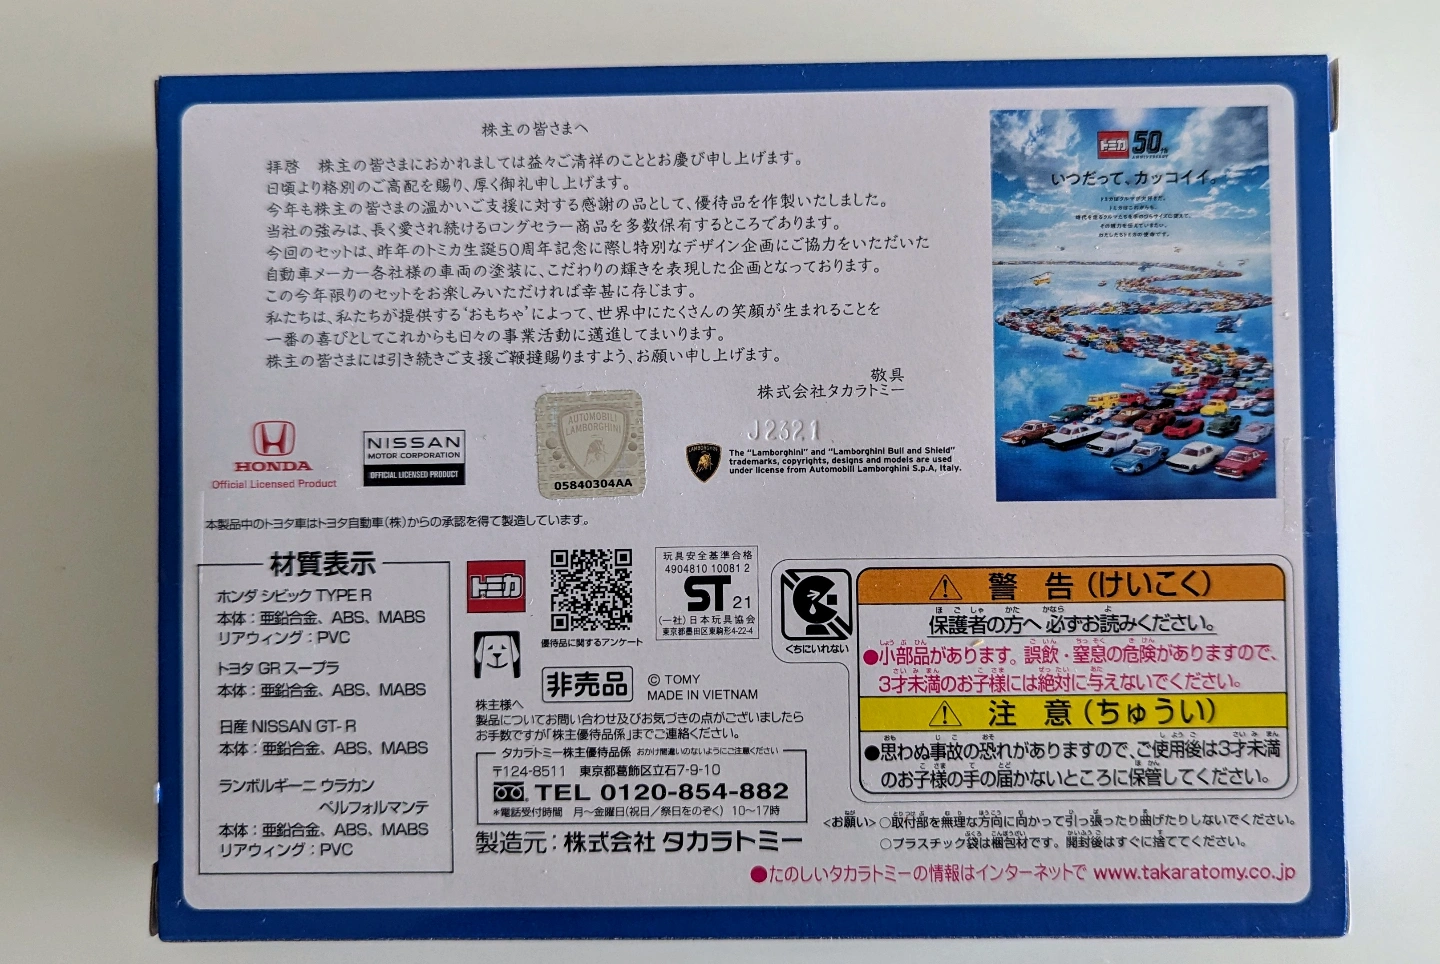 株主の皆さまへ
拝啓　株主の皆さまにおかれましては益々ご清祥のこととお慶び申し上げます。
日頃より格別のご高配を賜り、厚く御礼申し上げます。
今年も株主の皆さまの温かいご支援に対する感謝の品として、優待品を作製いたしました。
当社の強みは、長く愛され続けるロングセラー商品を多数保有するところであります。
今回のセットは、昨年のトミカ生誕50周年記念に際し特別なデザイン企画にご協力をいただいた
自動車メーカー各社様の車両の塗装に、こだわりの輝きを表現した企画となっております。
この今年限りのセットをお楽しみいただければ幸甚に存じます。
私たちは、私たちが提供する‘おもちゃ’によって、世界中にたくさんの笑顔が生まれることを
一番の喜びとしてこれからも日々の事業活動に邁進してまいります。
株主の皆さまには引き続きご支援ご鞭撻賜りますよう、お願い申し上げます。
敬具
株式会社タカラトミー
トミカ 50th
ANNIVERSARY
いつだって、カッコイイ。
HONDA
Official Licensed Product
NISSAN
MOTOR CORPORATION
OFFICIAL LICENSED PRODUCT
AUTOMOBILI
LAMBORGHINI
05840304AA
J2321
The "Lamborghini" and "Lamborghini Bull and Shield"
trademarks, copyrights, designs and models are used
under license from Automobili Lamborghini S.p.A, Italy.
本製品中のトヨタ車はトヨタ自動車(株)からの承認を得て製造しています。
材質表示
ホンダ シビック TYPE R
本体：亜鉛合金、ABS、MABS
リアウィング：PVC
トヨタ GR スープラ
本体：亜鉛合金、ABS、MABS
日産 NISSAN GT-R
本体：亜鉛合金、ABS、MABS
ランボルギーニ ウラカン
ペルフォルマンテ
本体：亜鉛合金、ABS、MABS
リアウィング：PVC
トミカ
優待品に関するアンケート
玩具安全基準合格
4904810 10081 2
ST 21
(一社)日本玩具協会
東京都墨田区東駒形4-22-4
非売品
© TOMY
MADE IN VIETNAM
株主様へ
製品についてお問い合わせ及びお気づきの点がございましたら
お手数ですが「株主優待品係」までご連絡ください。
タカラトミー株主優待品係 おかけ間違いのないようにご注意ください
〒124-8511　東京都葛飾区立石7-9-10
TEL 0120-854-882
*電話受付時間　月〜金曜日(祝日／祭日をのぞく)　10〜17時
製造元：株式会社 タカラトミー
くちにいれない
警 告（けいこく）
保護者の方へ 必ずお読みください。
●小部品があります。誤飲・窒息の危険がありますので、
3才未満のお子様には絶対に与えないでください。
注 意（ちゅうい）
●思わぬ事故の恐れがありますので、ご使用後は3才未満
のお子様の手の届かないところに保管してください。
<お願い>○取付部を無理な方向に向かって引っ張ったり曲げたりしないでください。
○プラスチック袋は梱包材です。開封後はすぐに捨ててください。
●たのしいタカラトミーの情報はインターネットで www.takaratomy.co.jp